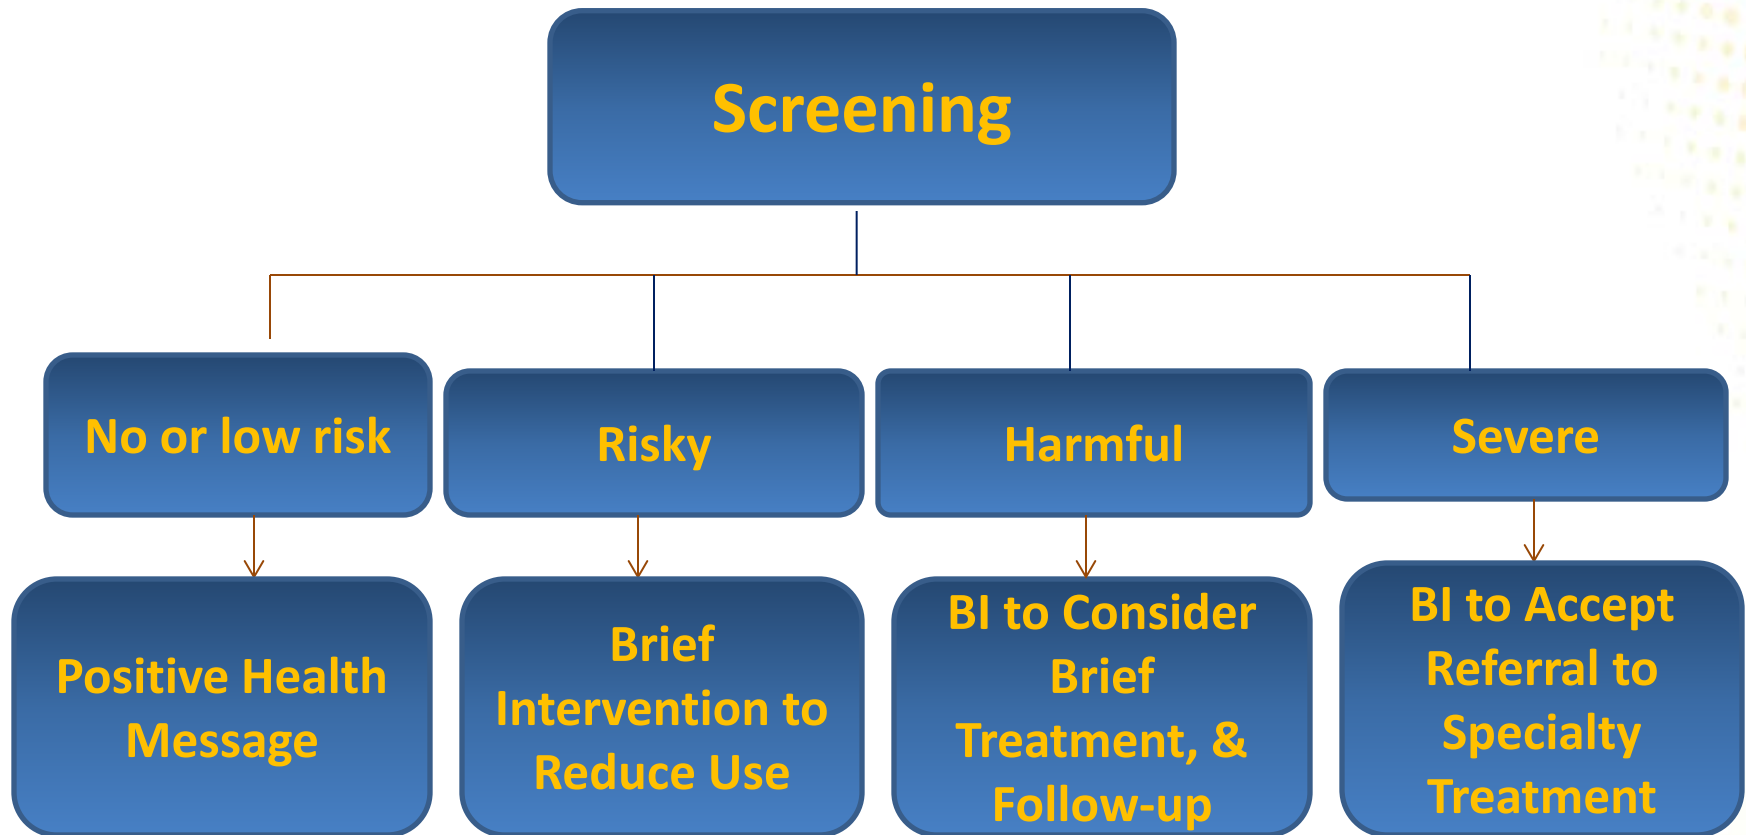 Screening
No or low risk
Risky
Harmful
Severe
Positive Health
Message
Brief
Intervention to
Reduce Use
BI to Consider
Brief
Treatment, &
Follow-up
BI to Accept
Referral to
Specialty
Treatment